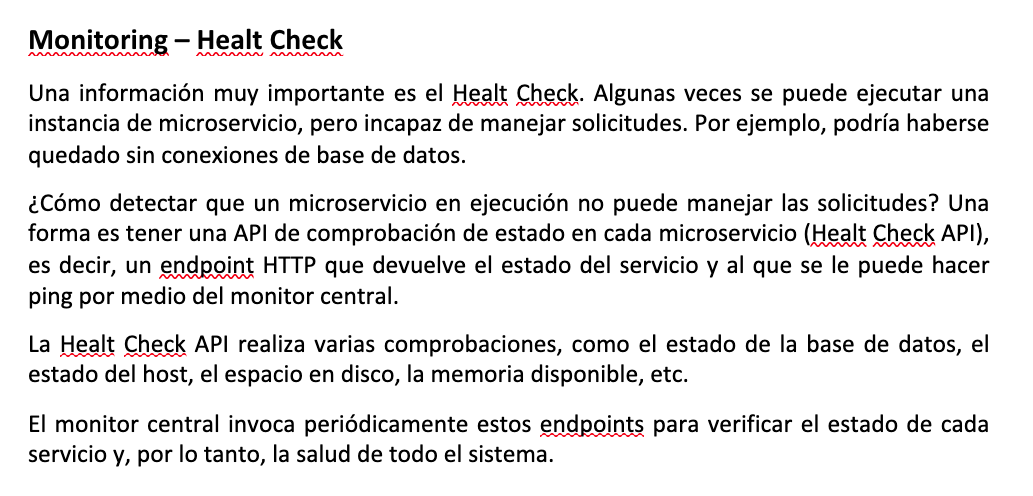 Monitoring – Healt Check
Una información muy importante es el Healt Check. Algunas veces se puede ejecutar una
instancia de microservicio, pero incapaz de manejar solicitudes. Por ejemplo, podría haberse
quedado sin conexiones de base de datos.
¿Cómo detectar que un microservicio en ejecución no puede manejar las solicitudes? Una
forma es tener una API de comprobación de estado en cada microservicio (Healt Check API),
es decir, un endpoint HTTP que devuelve el estado del servicio y al que se le puede hacer
ping por medio del monitor central.
La Healt Check API realiza varias comprobaciones, como el estado de la base de datos, el
estado del host, el espacio en disco, la memoria disponible, etc.
El monitor central invoca periódicamente estos endpoints para verificar el estado de cada
servicio y, por lo tanto, la salud de todo el sistema.